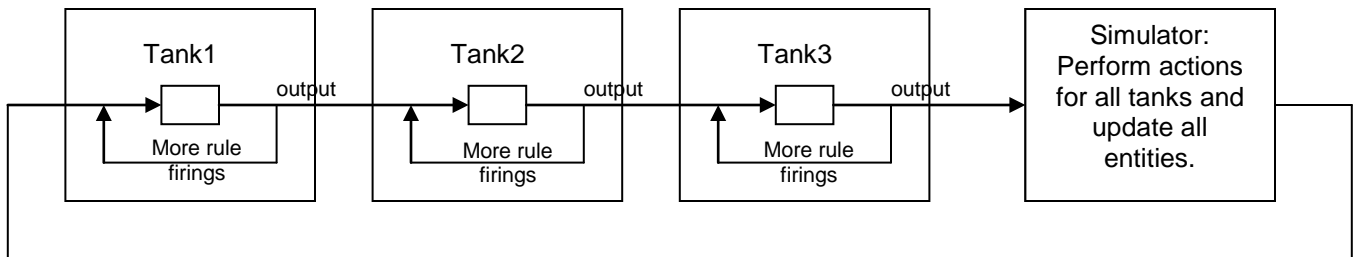 Tank1
output
More rule
firings
Tank2
output
More rule
firings
Tank3
output
More rule
firings
Simulator:
Perform actions
for all tanks and
update all
entities.